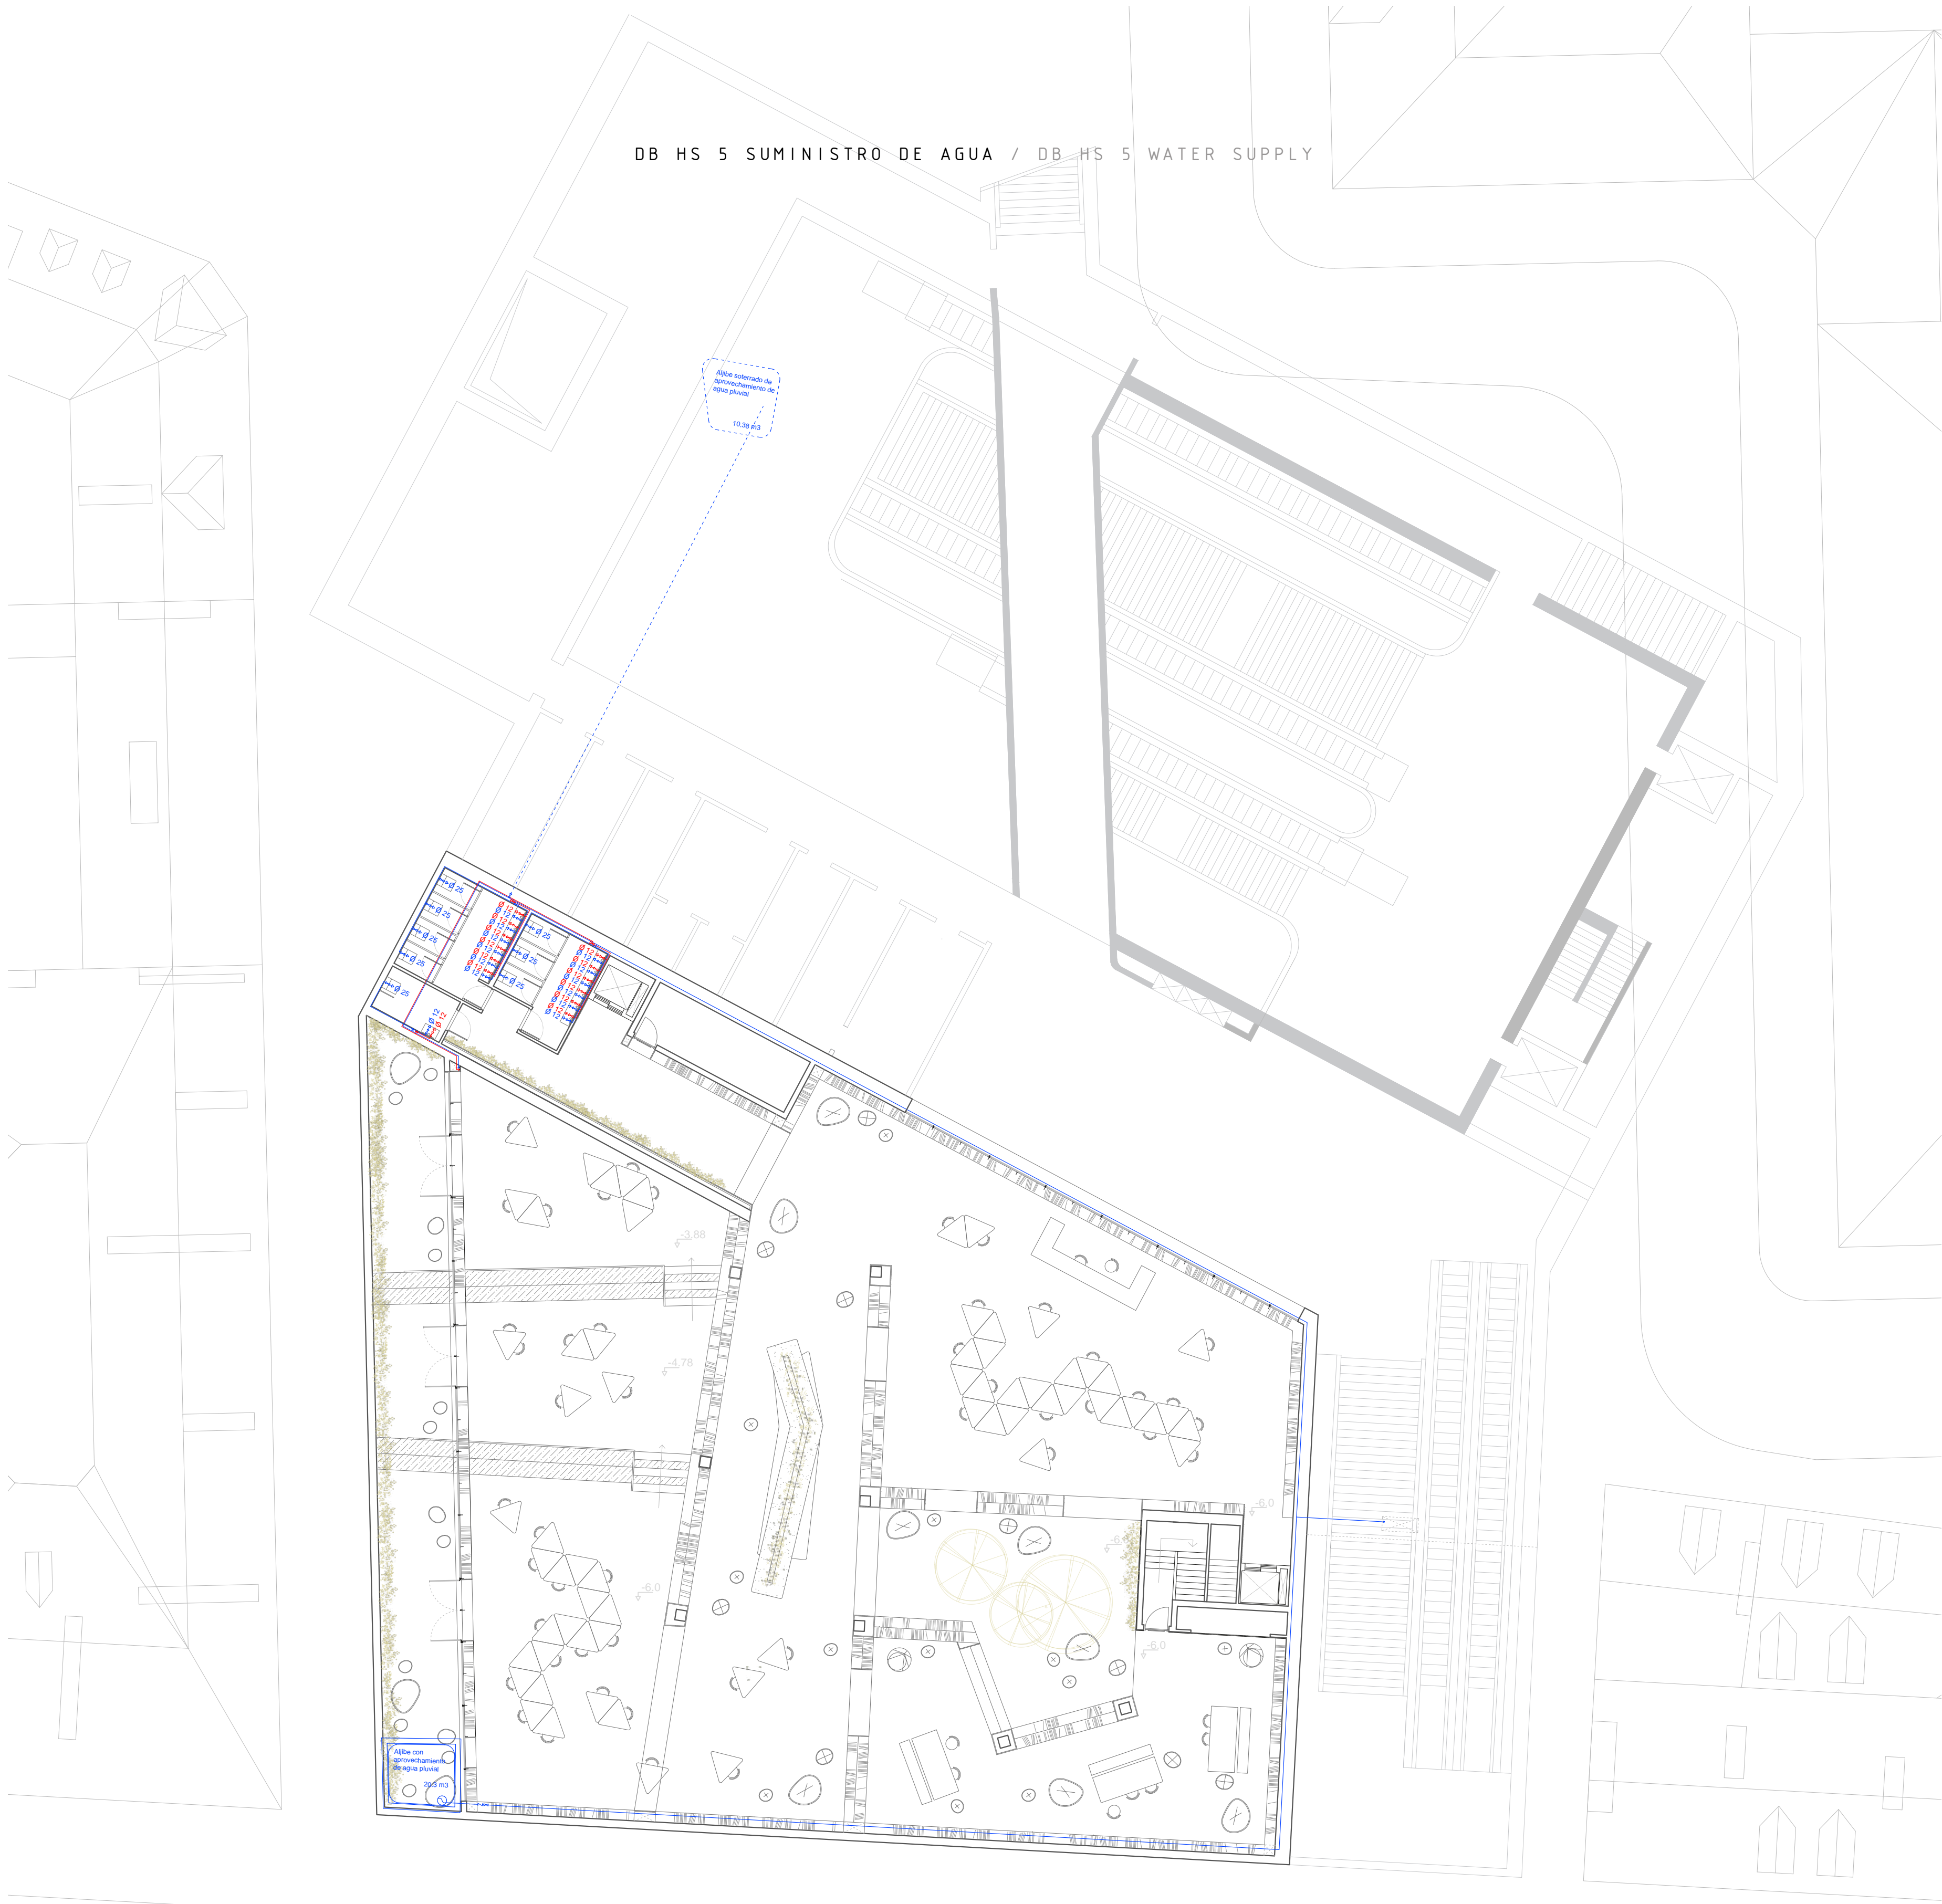 DB HS 5 SUMINISTRO DE AGUA / DB HS 5 WATER SUPPLY
Aljibe soterrado de
aprovechamiento de
agua pluvial
10.38 m3
Ø 25
Ø 25
Ø 25
Ø 25
Ø 25
Ø 25
Ø 25
Ø 25
Ø 12
Ø 12
Ø 12
Ø 12
-3.88
-4.78
-6.0
-6.0
-6.0
Aljibe con
aprovechamiento
de agua pluvial
20.3 m3